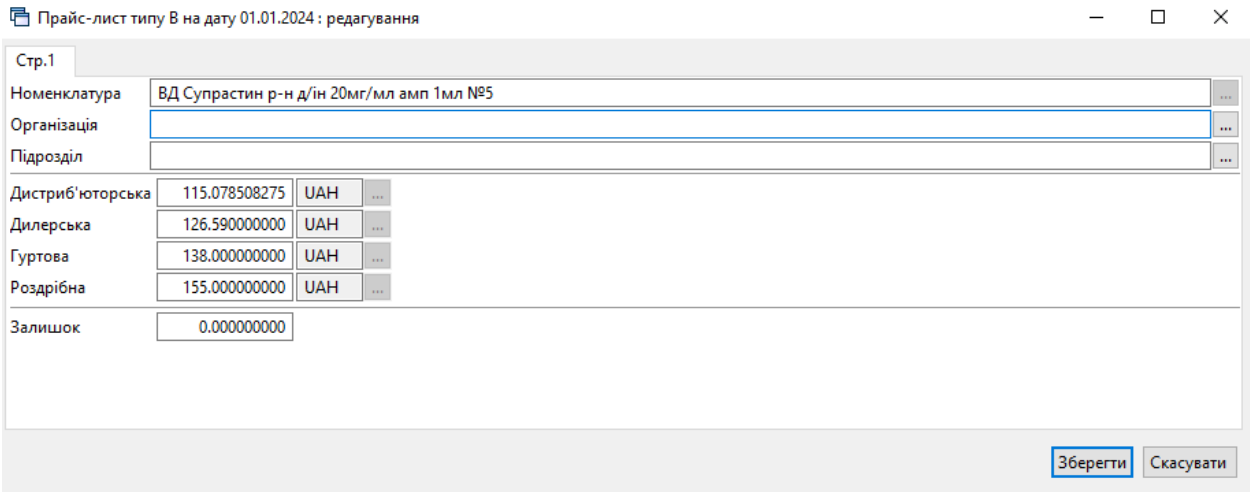 Прайс-лист типу В на дату 01.01.2024 : редагування
Стр.1
Номенклатура ВД Супрастин р-н д/ін 20мг/мл амп 1мл №5 ...
Організація ...
Підрозділ ...
Дистриб'юторська 115.078508275 UAH ...
Дилерська 126.590000000 UAH ...
Гуртова 138.000000000 UAH ...
Роздрібна 155.000000000 UAH ...
Залишок 0.000000000
Зберегти Скасувати